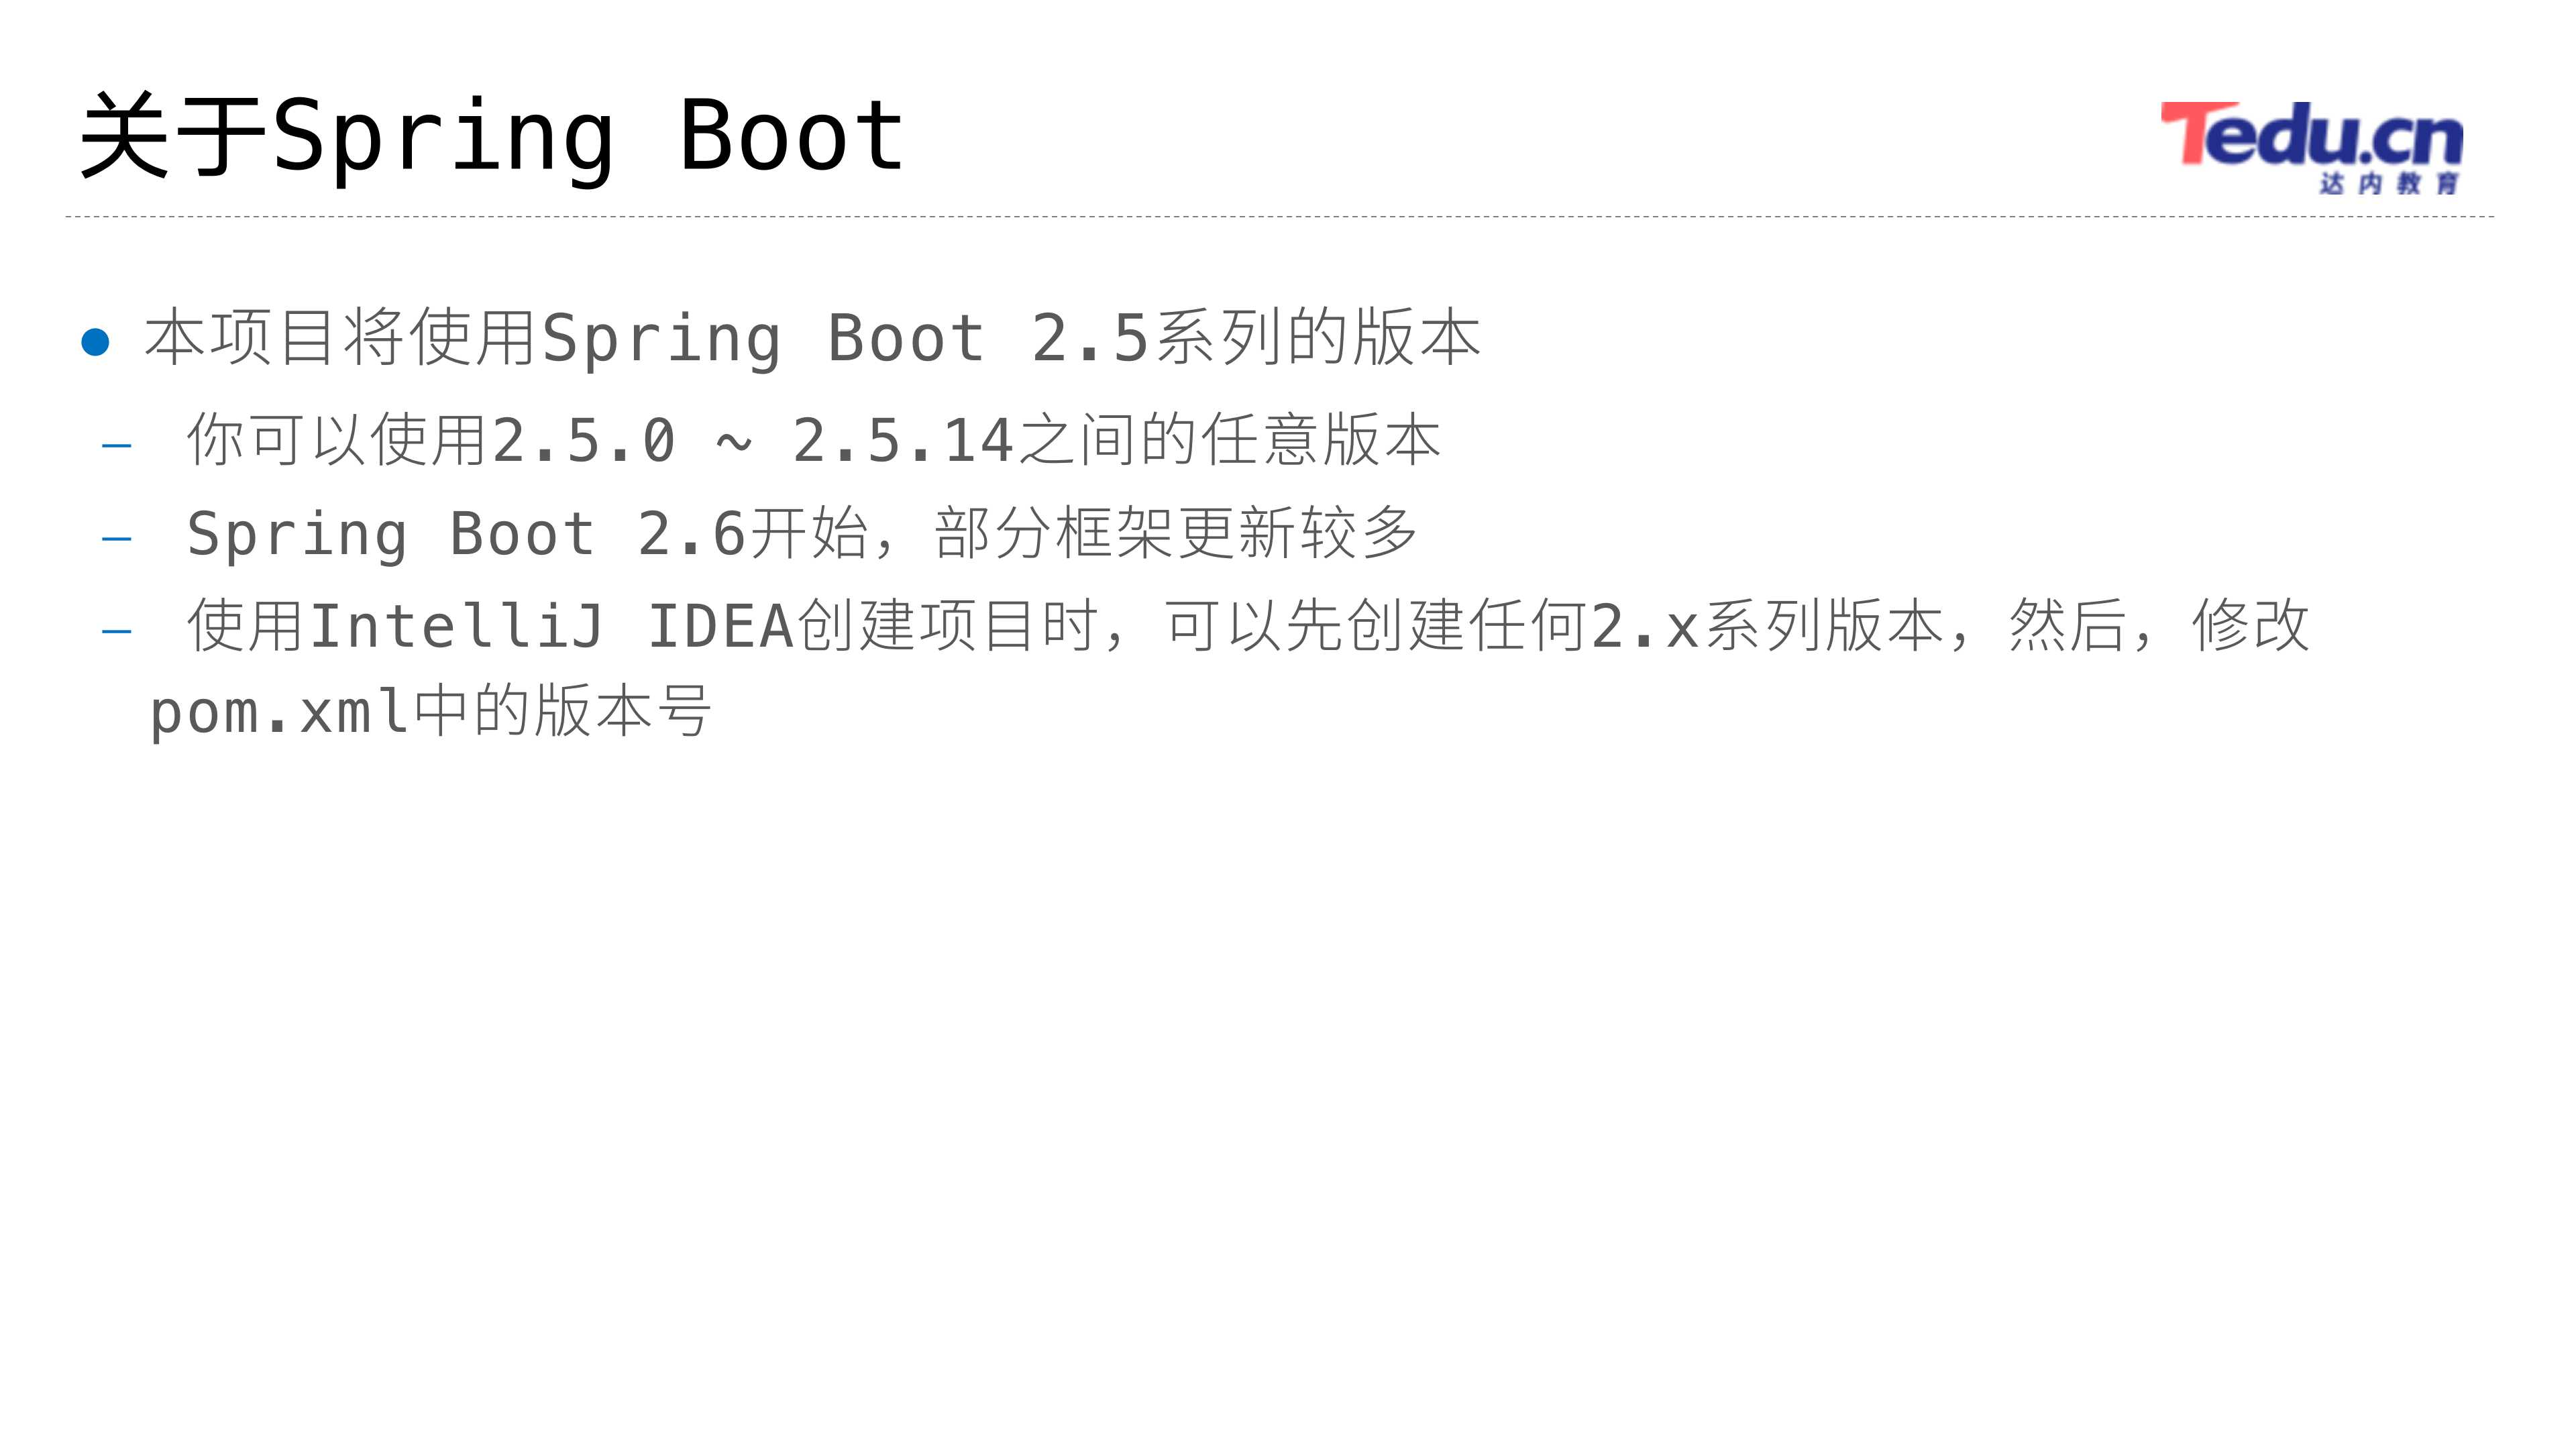 关于Spring Boot
Tedu.cn
达内教育
● 本项目将使用Spring Boot 2.5系列的版本
– 你可以使用2.5.0 ~ 2.5.14之间的任意版本
– Spring Boot 2.6开始，部分框架更新较多
– 使用IntelliJ IDEA创建项目时，可以先创建任何2.x系列版本，然后，修改
pom.xml中的版本号